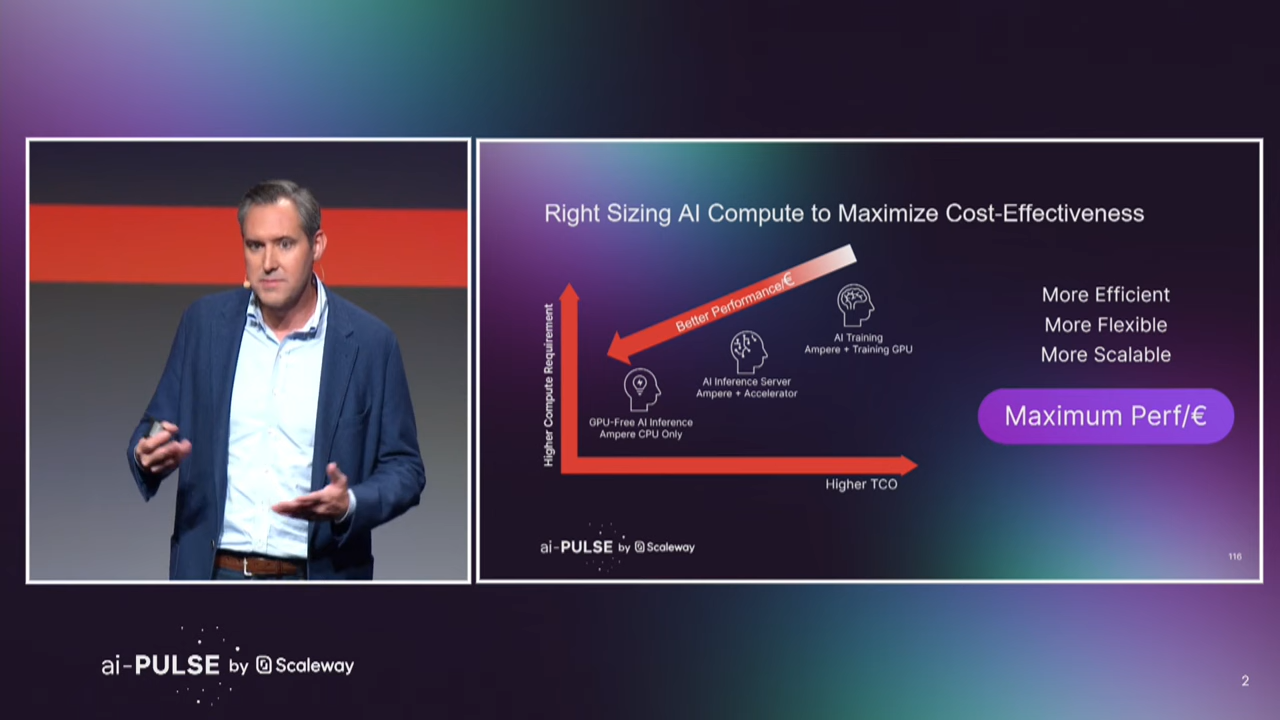 Right Sizing AI Compute to Maximize Cost-Effectiveness
Higher Compute Requirement
Better Performance/€
AI Training
Ampere + Training GPU
AI Inference Server
Ampere + Accelerator
GPU-Free AI Inference
Ampere CPU Only
Higher TCO
More Efficient
More Flexible
More Scalable
Maximum Perf/€
ai-PULSE by Scaleway
116
ai-PULSE by Scaleway
2